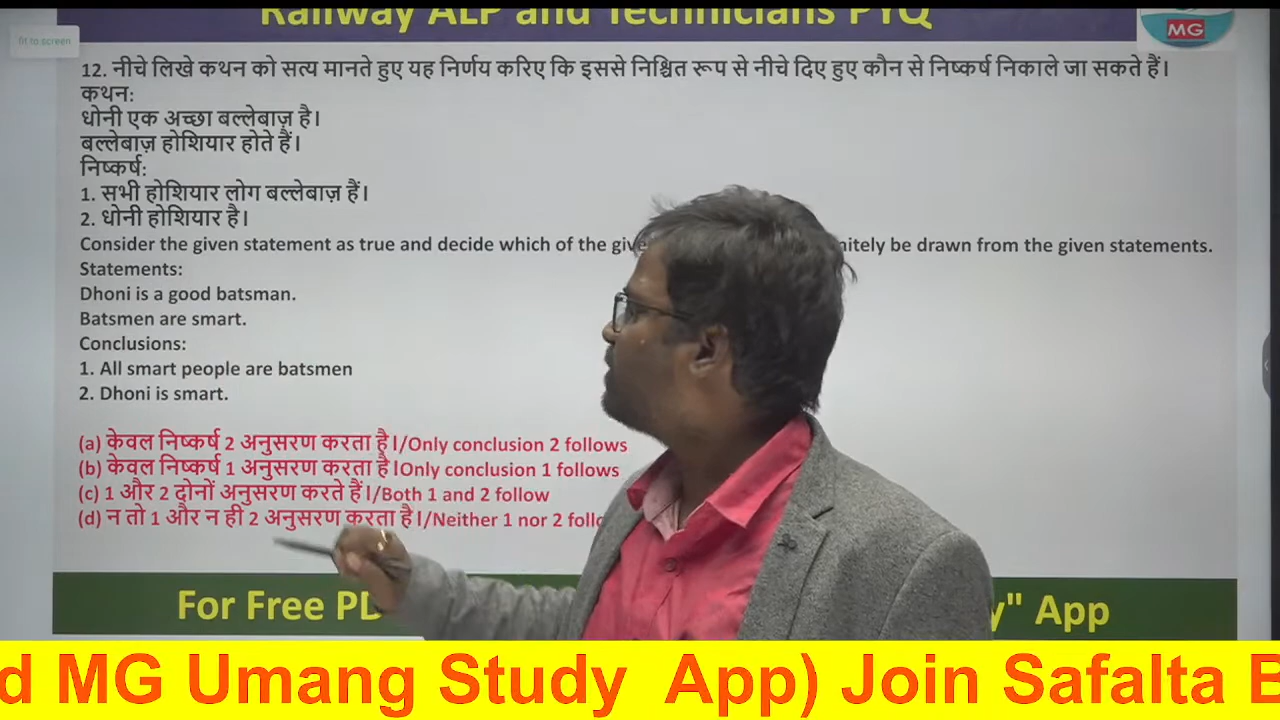 Railway ALP and Technicians PYQ
MG
fit to screen
12. नीचे लिखे कथन को सत्य मानते हुए यह निर्णय करिए कि इससे निश्चित रूप से नीचे दिए हुए कौन से निष्कर्ष निकाले जा सकते हैं।
कथन:
धोनी एक अच्छा बल्लेबाज़ है।
बल्लेबाज़ होशियार होते हैं।
निष्कर्ष:
1. सभी होशियार लोग बल्लेबाज़ हैं।
2. धोनी होशियार है।
Consider the given statement as true and decide which of the give nitely be drawn from the given statements.
Statements:
Dhoni is a good batsman.
Batsmen are smart.
Conclusions:
1. All smart people are batsmen
2. Dhoni is smart.
(a) केवल निष्कर्ष 2 अनुसरण करता है।/Only conclusion 2 follows
(b) केवल निष्कर्ष 1 अनुसरण करता है।Only conclusion 1 follows
(c) 1 और 2 दोनों अनुसरण करते हैं।/Both 1 and 2 follow
(d) न तो 1 और न ही 2 अनुसरण करता है।/Neither 1 nor 2 follo
For Free PD y" App
d MG Umang Study App) Join Safalta B